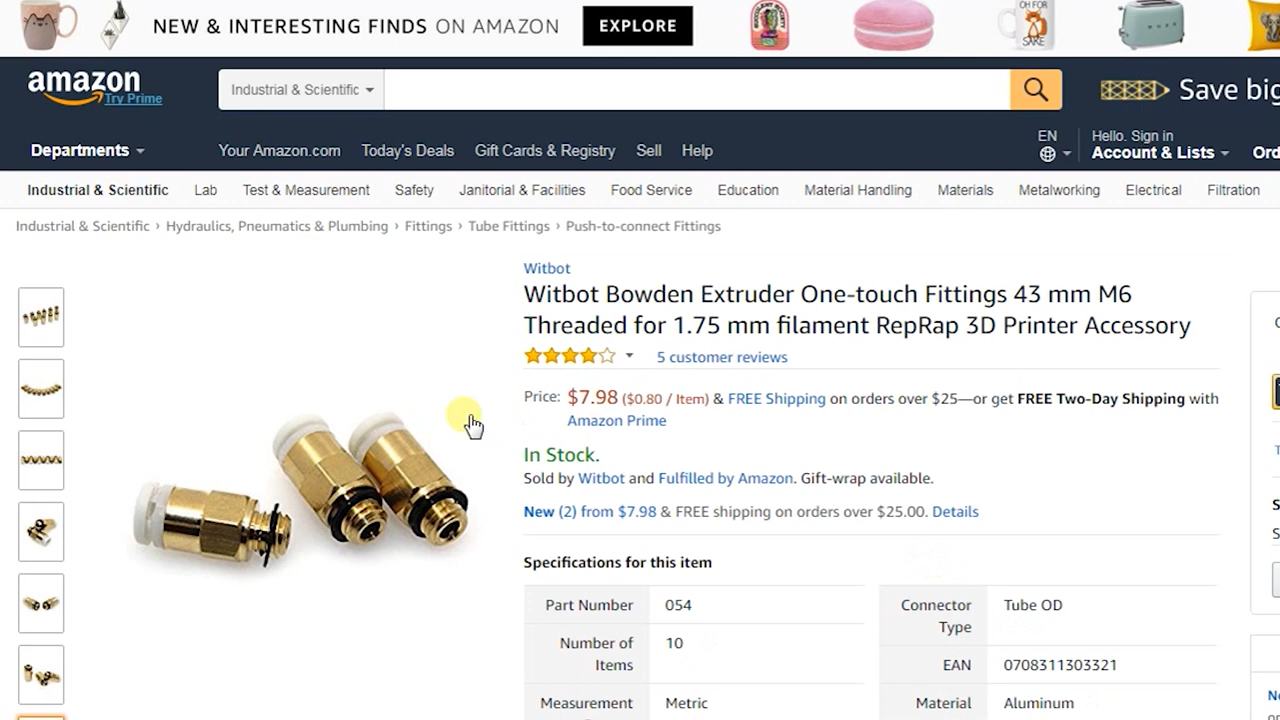 NEW & INTERESTING FINDS ON AMAZON EXPLORE
OH FOR
SAKE
amazon
Try Prime
Industrial & Scientific
Save big
Departments
Your Amazon.com Today's Deals Gift Cards & Registry Sell Help
EN
Hello. Sign in
Account & Lists
Industrial & Scientific Lab Test & Measurement Safety Janitorial & Facilities Food Service Education Material Handling Materials Metalworking Electrical Filtration
Industrial & Scientific › Hydraulics, Pneumatics & Plumbing › Fittings › Tube Fittings › Push-to-connect Fittings
Witbot
Witbot Bowden Extruder One-touch Fittings 43 mm M6
Threaded for 1.75 mm filament RepRap 3D Printer Accessory
5 customer reviews
Price: $7.98 ($0.80 / Item) & FREE Shipping on orders over $25—or get FREE Two-Day Shipping with
Amazon Prime
In Stock.
Sold by Witbot and Fulfilled by Amazon. Gift-wrap available.
New (2) from $7.98 & FREE shipping on orders over $25.00. Details
Specifications for this item
Part Number 054
Number of
Items
10
Measurement Metric
Connector
Type
Tube OD
EAN 0708311303321
Material Aluminum